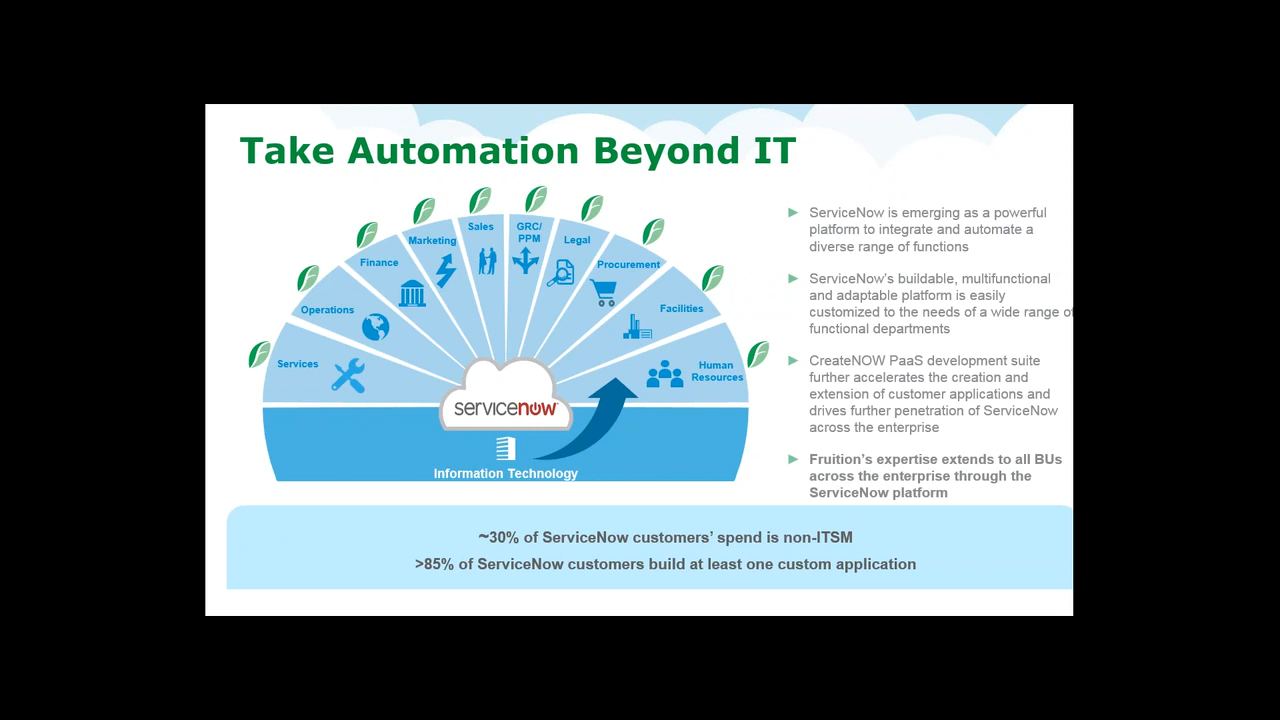 Take Automation Beyond IT
Services
Operations
Finance
Marketing
Sales
GRC/
PPM
Legal
Procurement
Facilities
Human
Resources
servicenow
Information Technology
ServiceNow is emerging as a powerful
platform to integrate and automate a
diverse range of functions
ServiceNow's buildable, multifunctional
and adaptable platform is easily
customized to the needs of a wide range of
functional departments
CreateNOW PaaS development suite
further accelerates the creation and
extension of customer applications and
drives further penetration of ServiceNow
across the enterprise
Fruition's expertise extends to all BUs
across the enterprise through the
ServiceNow platform
~30% of ServiceNow customers' spend is non-ITSM
>85% of ServiceNow customers build at least one custom application